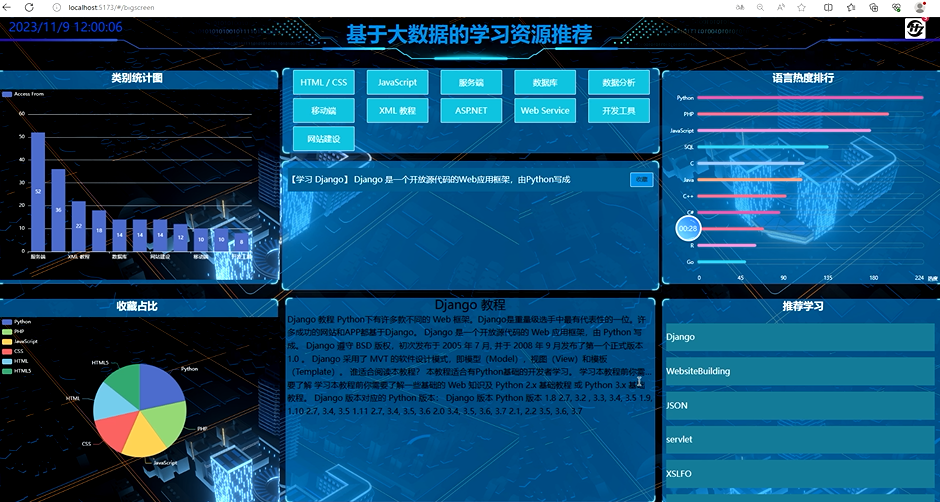 localhost:5173/#/bigscreen
2023/11/9 12:00:06
基于大数据的学习资源推荐
类别统计图
Access From
60
50
40
30
20
10
0
52
36
22
18
14
14
14
12
10
10
8
服务端
XML 教程
数据库
网站建设
移动端
开发工具
HTML / CSS
JavaScript
服务端
数据库
数据分析
移动端
XML 教程
ASP.NET
Web Service
开发工具
网站建设
【学习 Django】 Django 是一个开放源代码的Web应用框架，由Python写成
收藏
语言热度排行
Python
PHP
JavaScript
SQL
C
Java
C++
C#
00:28
R
Go
0
45
90
135
180
224
热度
收藏占比
Python
PHP
JavaScript
CSS
HTML
HTML5
HTML5
Python
HTML
PHP
CSS
JavaScript
Django 教程
Django 教程 Python下有许多款不同的 Web 框架。Django是重量级选手中最有代表性的一位。许
多成功的网站和APP都基于Django。 Django 是一个开放源代码的 Web 应用框架，由 Python 写
成。 Django 遵守 BSD 版权，初次发布于 2005 年 7 月, 并于 2008 年 9 月发布了第一个正式版本
1.0 。 Django 采用了 MVT 的软件设计模式，即模型（Model），视图（View）和模板
（Template）。 谁适合阅读本教程？ 本教程适合有Python基础的开发者学习。 学习本教程前你需
要了解 学习本教程前你需要了解一些基础的 Web 知识及 Python 2.x 基础教程 或 Python 3.x 基础
教程。 Django 版本对应的 Python 版本： Django 版本 Python 版本 1.8 2.7, 3.2 , 3.3, 3.4, 3.5 1.9,
1.10 2.7, 3.4, 3.5 1.11 2.7, 3.4, 3.5, 3.6 2.0 3.4, 3.5, 3.6, 3.7 2.1, 2.2 3.5, 3.6, 3.7
推荐学习
Django
WebsiteBuilding
JSON
servlet
XSLFO